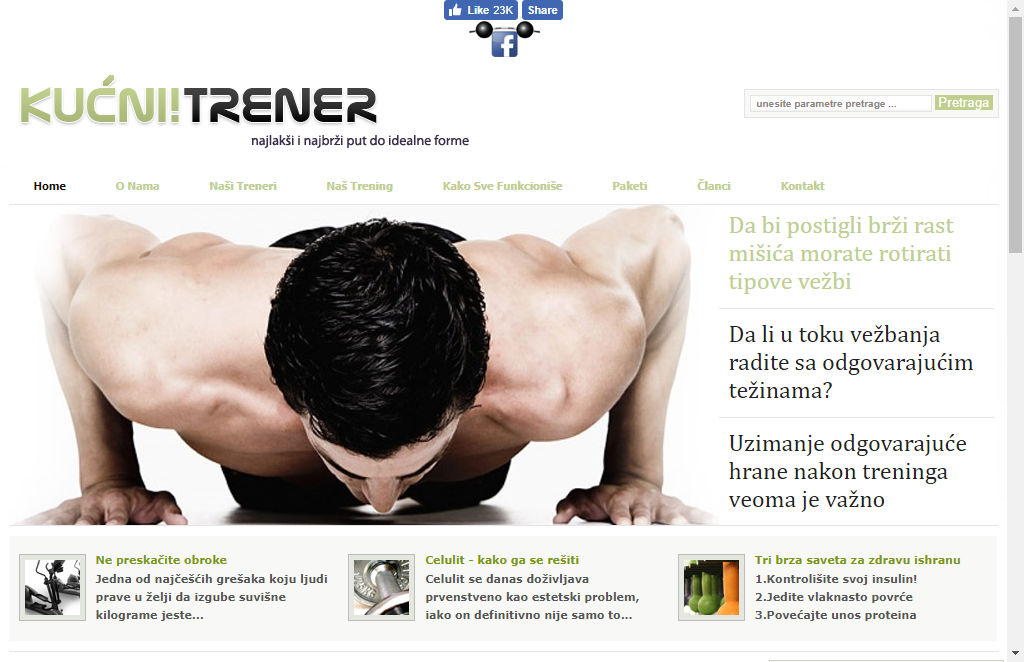 Like 23K Share
KUĆNI!TRENER
najlakši i najbrži put do idealne forme
unesite parametre pretrage ... Pretraga
Home O Nama Naši Treneri Naš Trening Kako Sve Funkcioniše Paketi Članci Kontakt
Da bi postigli brži rast
mišića morate rotirati
tipove vežbi
Da li u toku vežbanja
radite sa odgovarajućim
težinama?
Uzimanje odgovarajuće
hrane nakon treninga
veoma je važno
Ne preskačite obroke
Jedna od najčešćih grešaka koju ljudi
prave u želji da izgube suvišne
kilograme jeste...
Celulit - kako ga se rešiti
Celulit se danas doživljava
prvenstveno kao estetski problem,
iako on definitivno nije samo to...
Tri brza saveta za zdravu ishranu
1.Kontrolišite svoj insulin!
2.Jedite vlaknasto povrće
3.Povećajte unos proteina